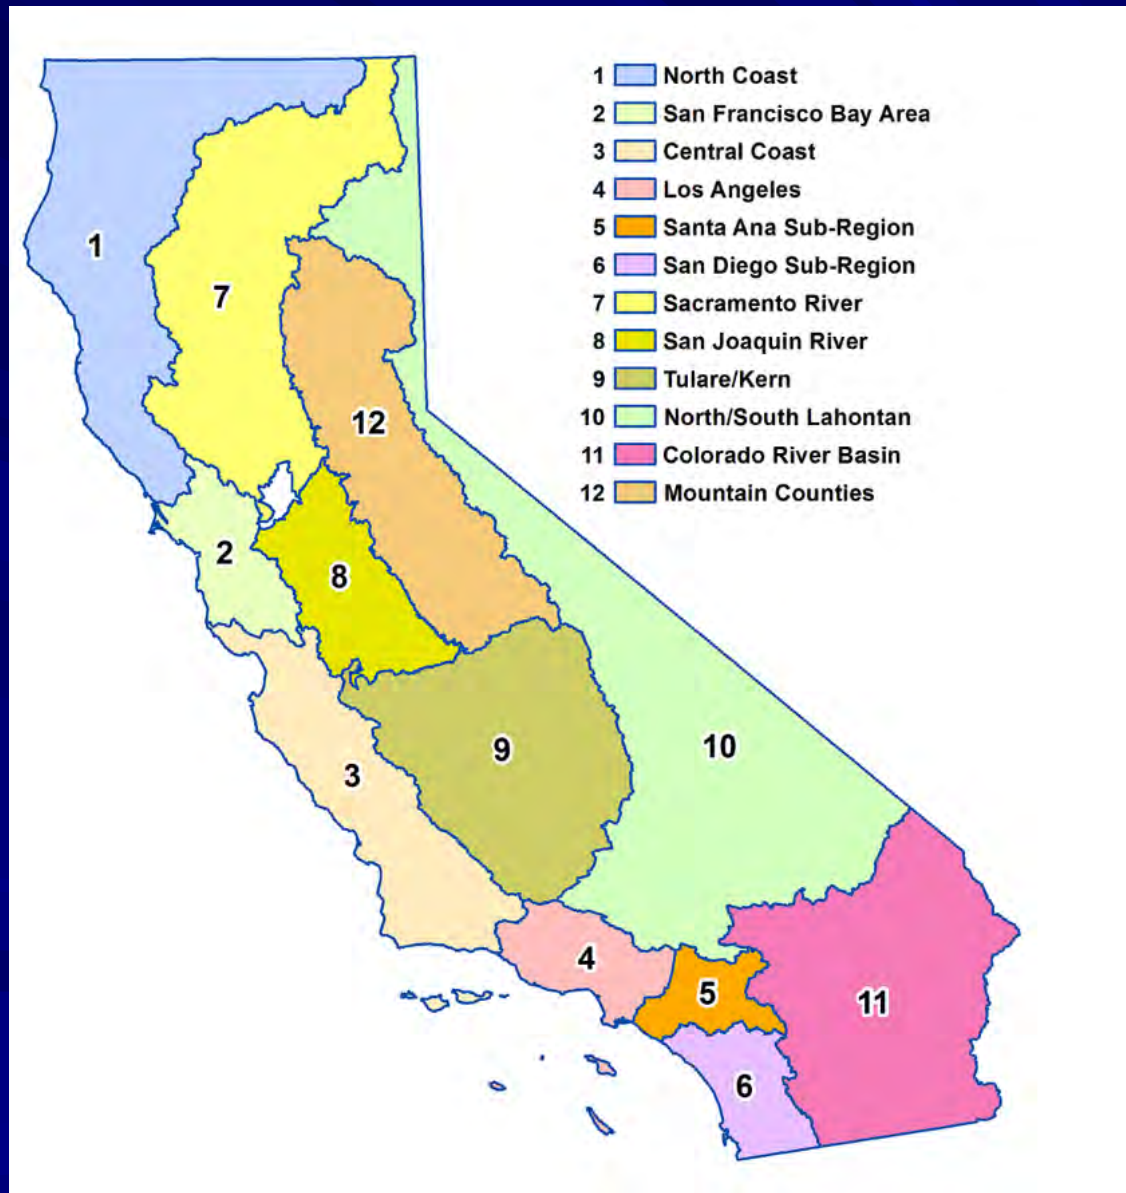 1 North Coast
2 San Francisco Bay Area
3 Central Coast
4 Los Angeles
5 Santa Ana Sub-Region
6 San Diego Sub-Region
7 Sacramento River
8 San Joaquin River
9 Tulare/Kern
10 North/South Lahontan
11 Colorado River Basin
12 Mountain Counties
1
7
12
2
8
9
10
3
4
5
11
6